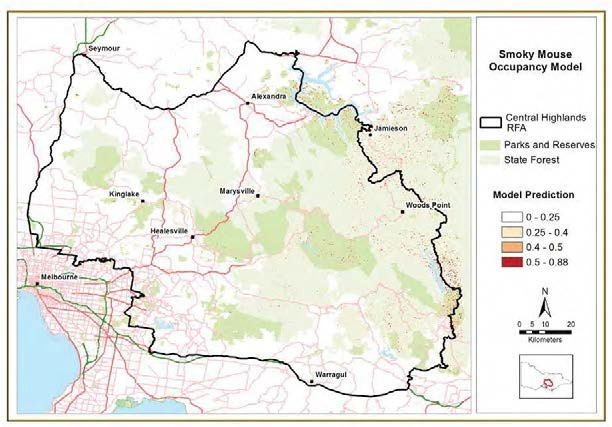 Seymour
Alexandra
Jamieson
Kinglake
Marysville
Woods Point
Healesville
Melbourne
Warragul
Smoky Mouse
Occupancy Model
Central Highlands
RFA
Parks and Reserves
State Forest
Model Prediction
0 - 0.25
0.25 - 0.4
0.4 - 0.5
0.5 - 0.88
N
0 5 10 20
Kilometers